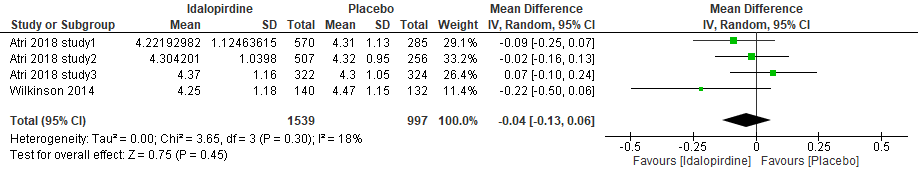 Idalopirdine Placebo Mean Difference Mean Difference
Study or Subgroup Mean SD Total Mean SD Total Weight IV, Random, 95% CI IV, Random, 95% CI
Atri 2018 study1 4.22192982 1.12463615 570 4.31 1.13 285 29.1% -0.09 (-0.25, 0.07)
Atri 2018 study2 4.304201 1.0398 507 4.32 0.95 256 33.2% -0.02 (-0.16, 0.13)
Atri 2018 study3 4.37 1.16 322 4.3 1.05 324 26.4% 0.07 (-0.10, 0.24)
Wilkinson 2014 4.25 1.18 140 4.47 1.15 132 11.4% -0.22 (-0.50, 0.06)
Total (95% CI) 1539 997 100.0% -0.04 (-0.13, 0.06)
Heterogeneity: Tau² = 0.00; Chi² = 3.65, df = 3 (P = 0.30); I² = 18%
Test for overall effect: Z = 0.75 (P = 0.45)
-0.5 -0.25 0 0.25 0.5
Favours [Idalopirdine] Favours [Placebo]